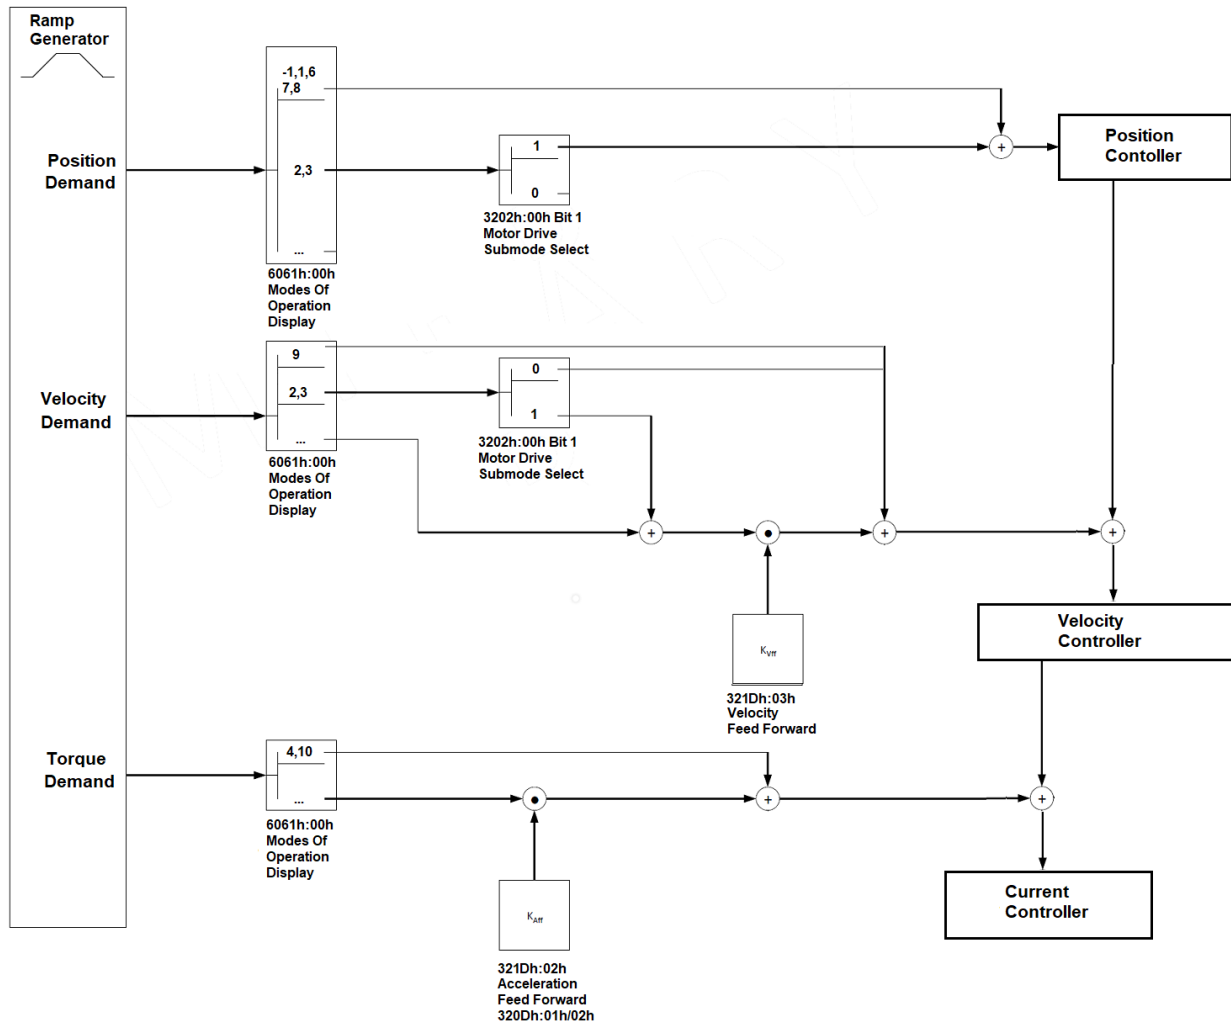 Ramp
Generator
-1,1,6
7,8
2,3
...
6061h:00h
Modes Of
Operation
Display
Position
Demand
1
0
3202h:00h Bit 1
Motor Drive
Submode Select
+
Position
Contoller
Velocity
Demand
9
2,3
...
6061h:00h
Modes Of
Operation
Display
0
1
3202h:00h Bit 1
Motor Drive
Submode Select
+
+
+
KVff
321Dh:03h
Velocity
Feed Forward
Velocity
Controller
Torque
Demand
4,10
...
6061h:00h
Modes Of
Operation
Display
+
+
KAff
321Dh:02h
Acceleration
Feed Forward
320Dh:01h/02h
Current
Controller